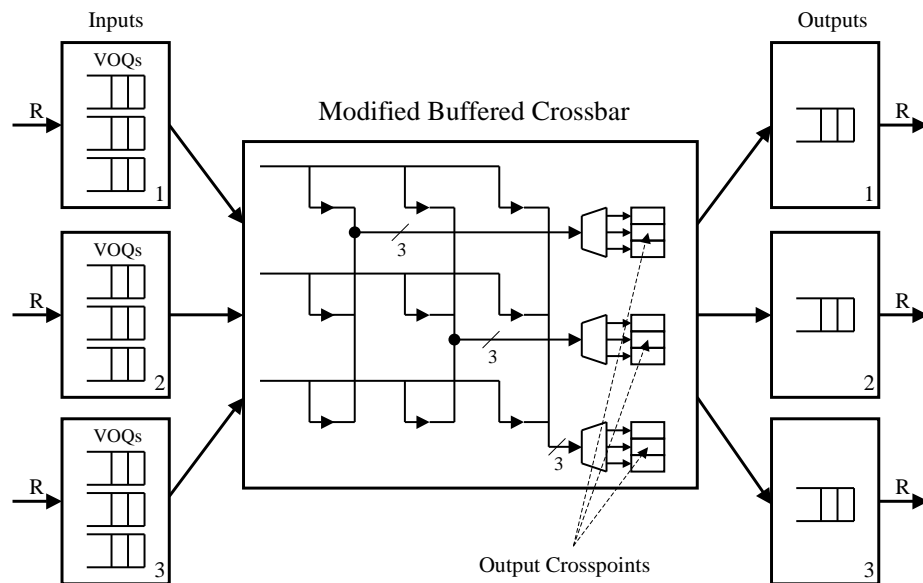 Inputs
Outputs
VOQs
R
1
Modified Buffered Crossbar
3
R
1
VOQs
R
2
3
R
2
VOQs
R
3
3
R
3
Output Crosspoints